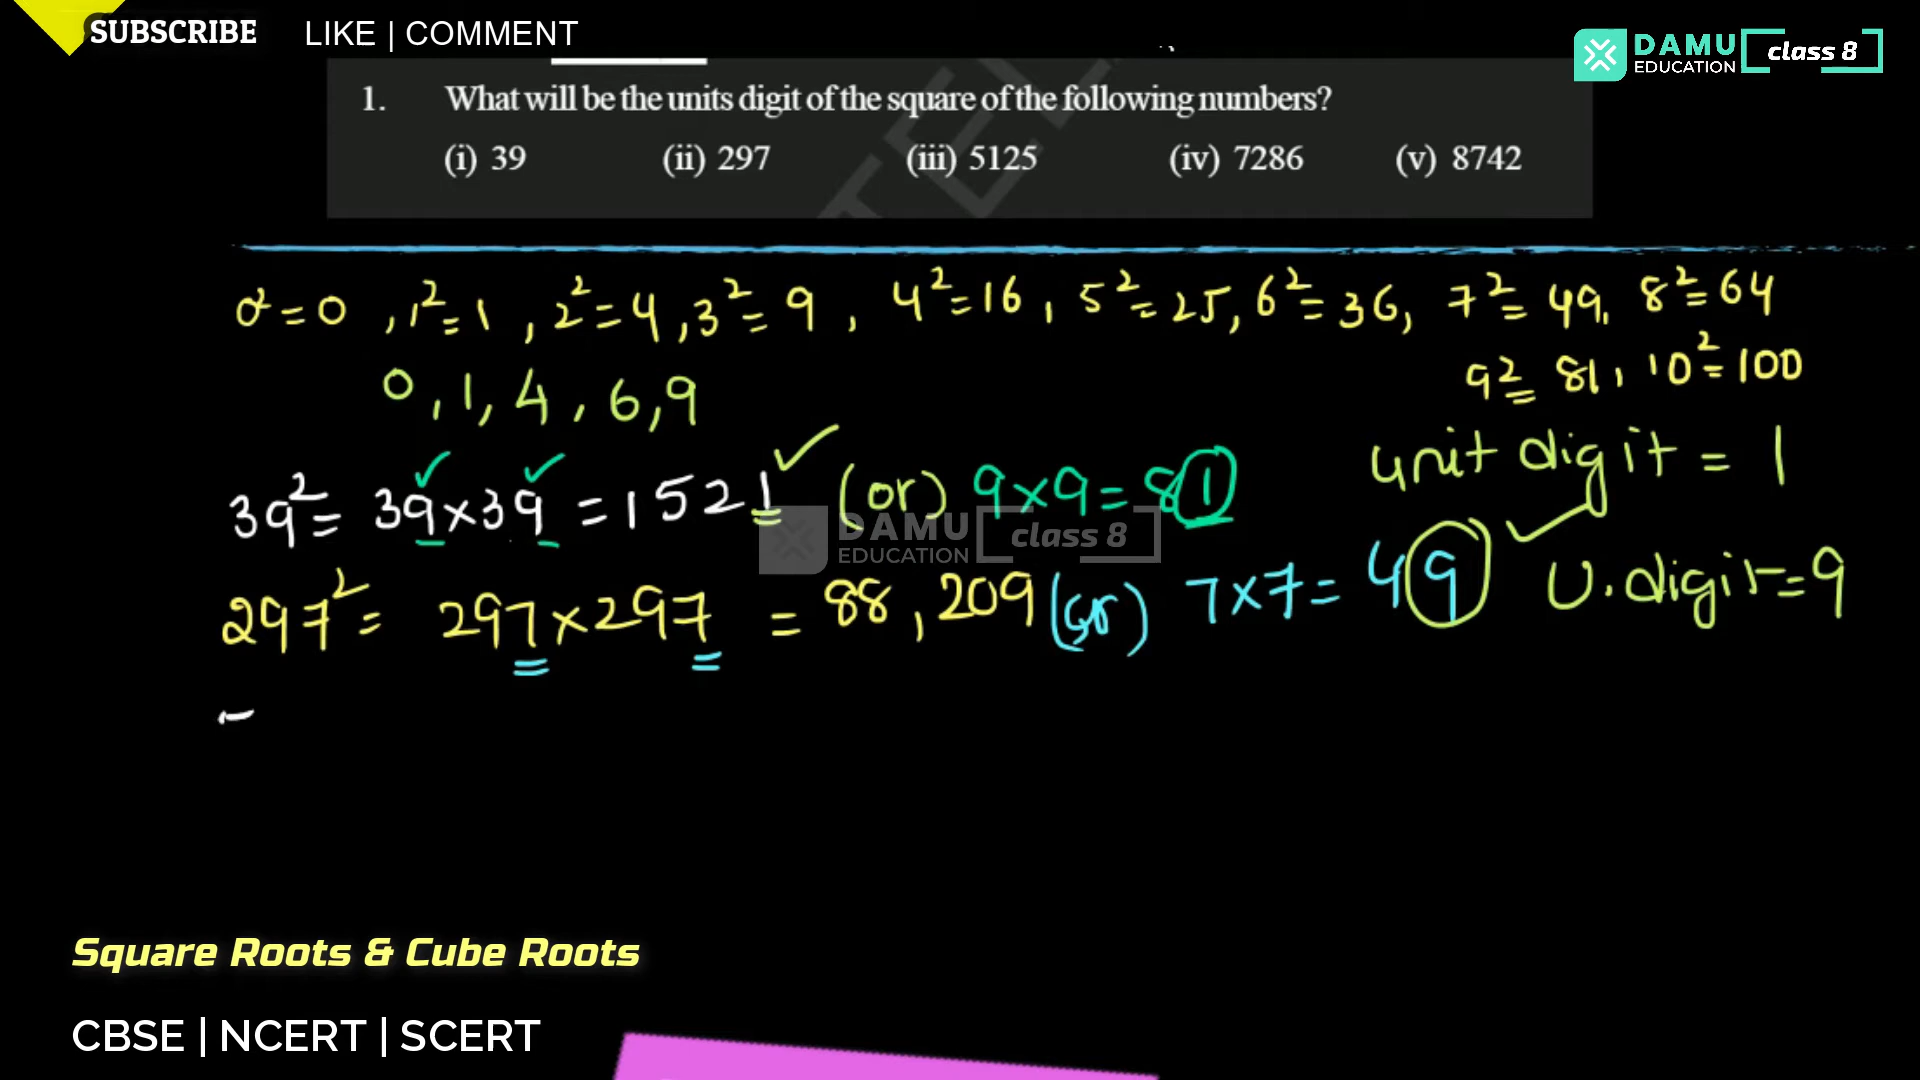 SUBSCRIBE LIKE | COMMENT
DAMU EDUCATION class 8
1. What will be the units digit of the square of the following numbers?
(i) 39 (ii) 297 (iii) 5125 (iv) 7286 (v) 8742
0² = 0, 1² = 1, 2² = 4, 3² = 9, 4² = 16, 5² = 25, 6² = 36, 7² = 49, 8² = 64
9² = 81, 10² = 100
0, 1, 4, 6, 9
39² = 39 × 39 = 1521 (or) 9 × 9 = 81 unit digit = 1
DAMU EDUCATION class 8
297² = 297 × 297 = 88,209 (or) 7 × 7 = 49 U. digit = 9
Square Roots & Cube Roots
CBSE | NCERT | SCERT